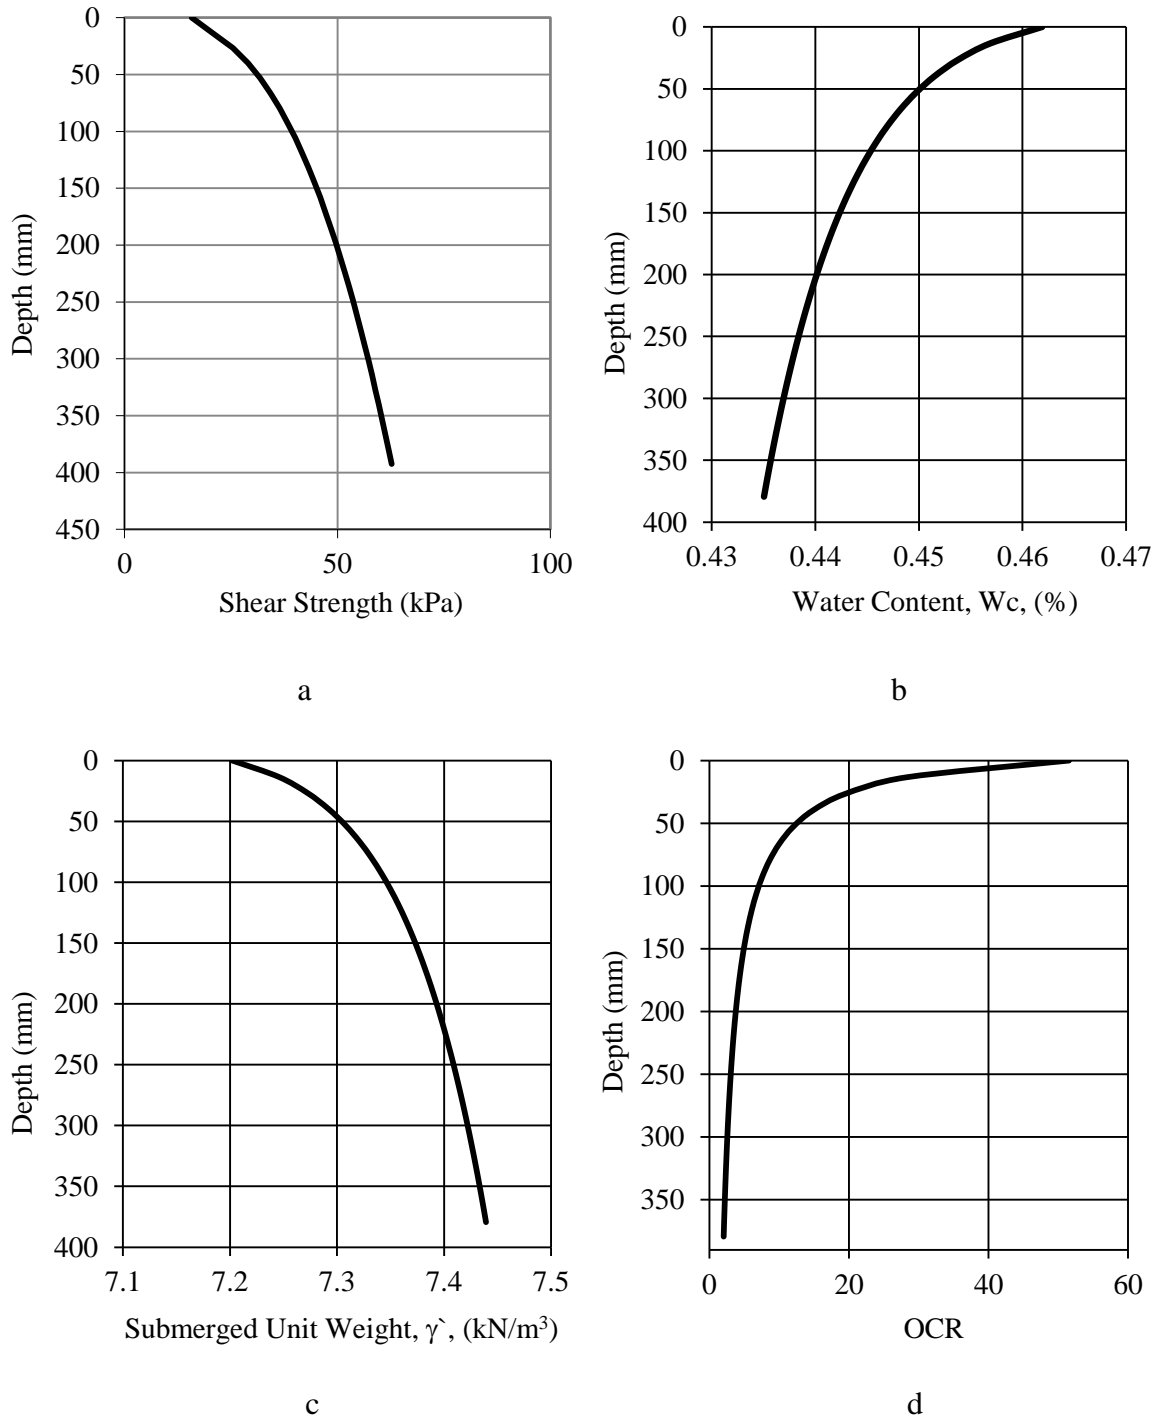 0
50
100
150
200
250
300
350
400
450
Depth (mm)
0 50 100
Shear Strength (kPa)
a
0
50
100
150
200
250
300
350
400
Depth (mm)
0.43 0.44 0.45 0.46 0.47
Water Content, Wc, (%)
b
0
50
100
150
200
250
300
350
400
Depth (mm)
7.1 7.2 7.3 7.4 7.5
Submerged Unit Weight, γ`, (kN/m³)
c
0
50
100
150
200
250
300
350
Depth (mm)
0 20 40 60
OCR
d